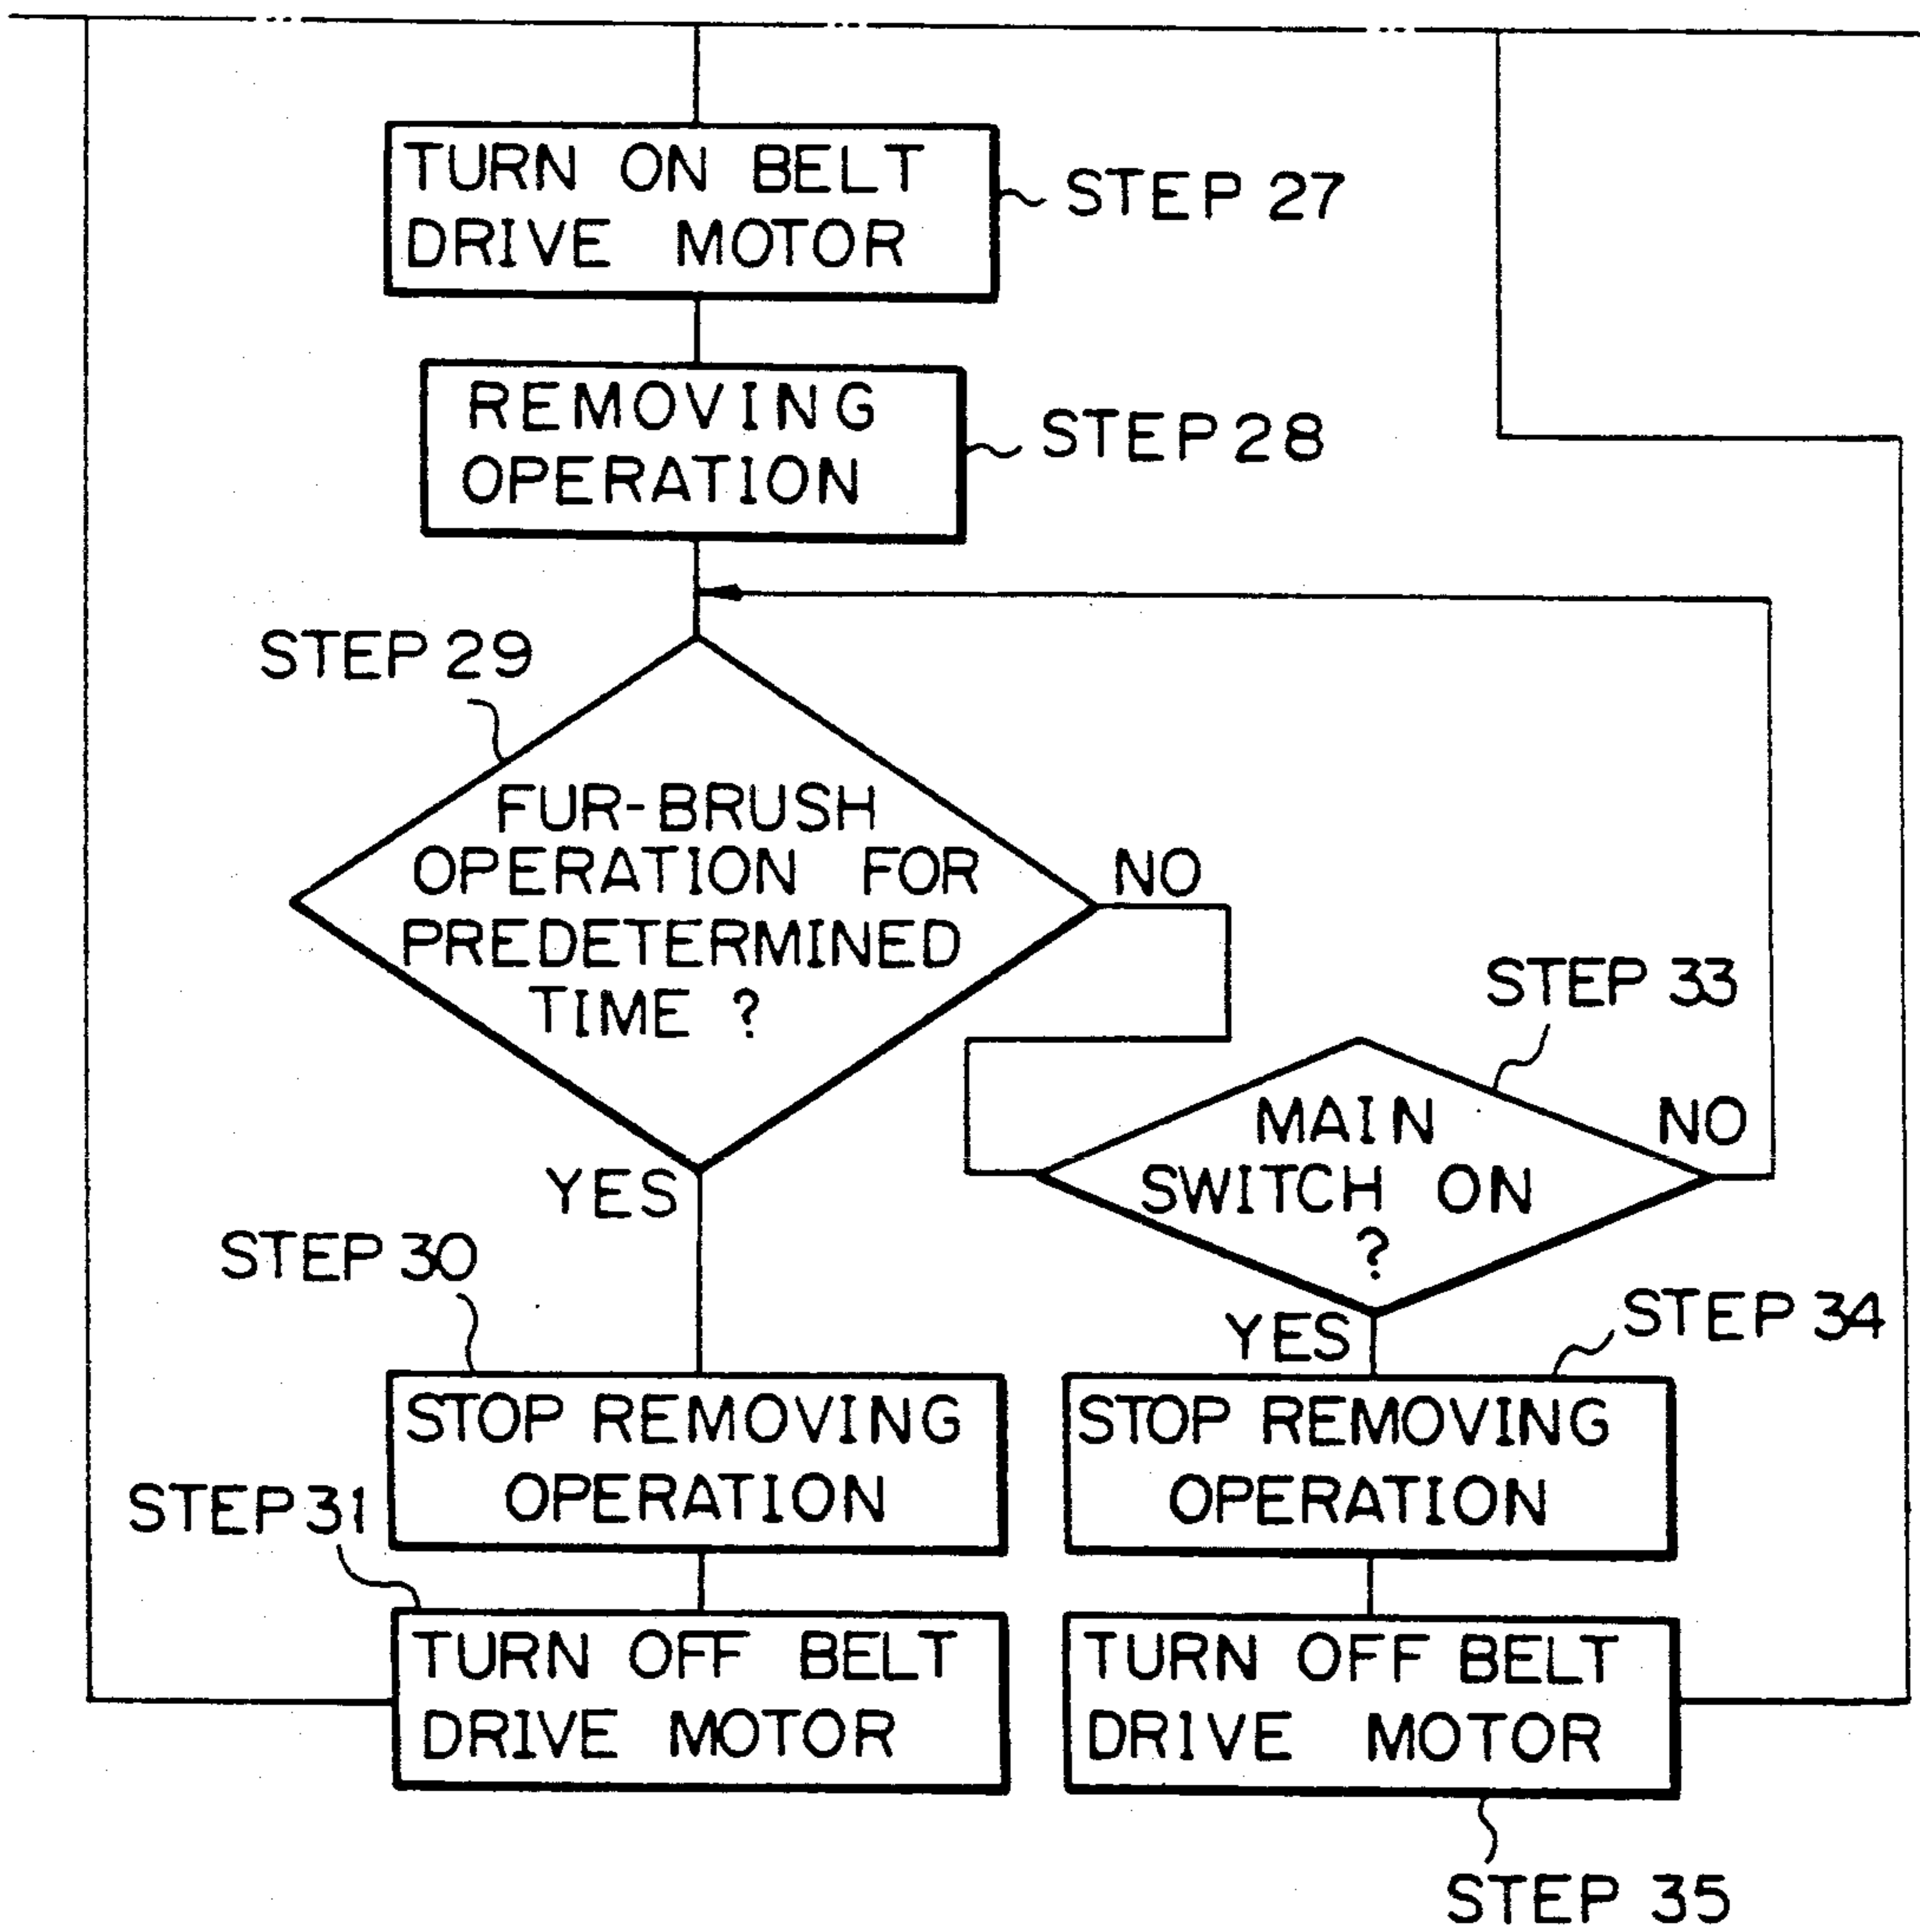 TURN ON BELT
DRIVE MOTOR
STEP 27
REMOVING
OPERATION
STEP 28
STEP 29
FUR-BRUSH
OPERATION FOR
PREDETERMINED
TIME ?
NO
YES
STEP 33
MAIN
SWITCH ON
?
NO
YES
STEP 30
STOP REMOVING
OPERATION
STEP 34
STOP REMOVING
OPERATION
STEP 31
TURN OFF BELT
DRIVE MOTOR
TURN OFF BELT
DRIVE MOTOR
STEP 35